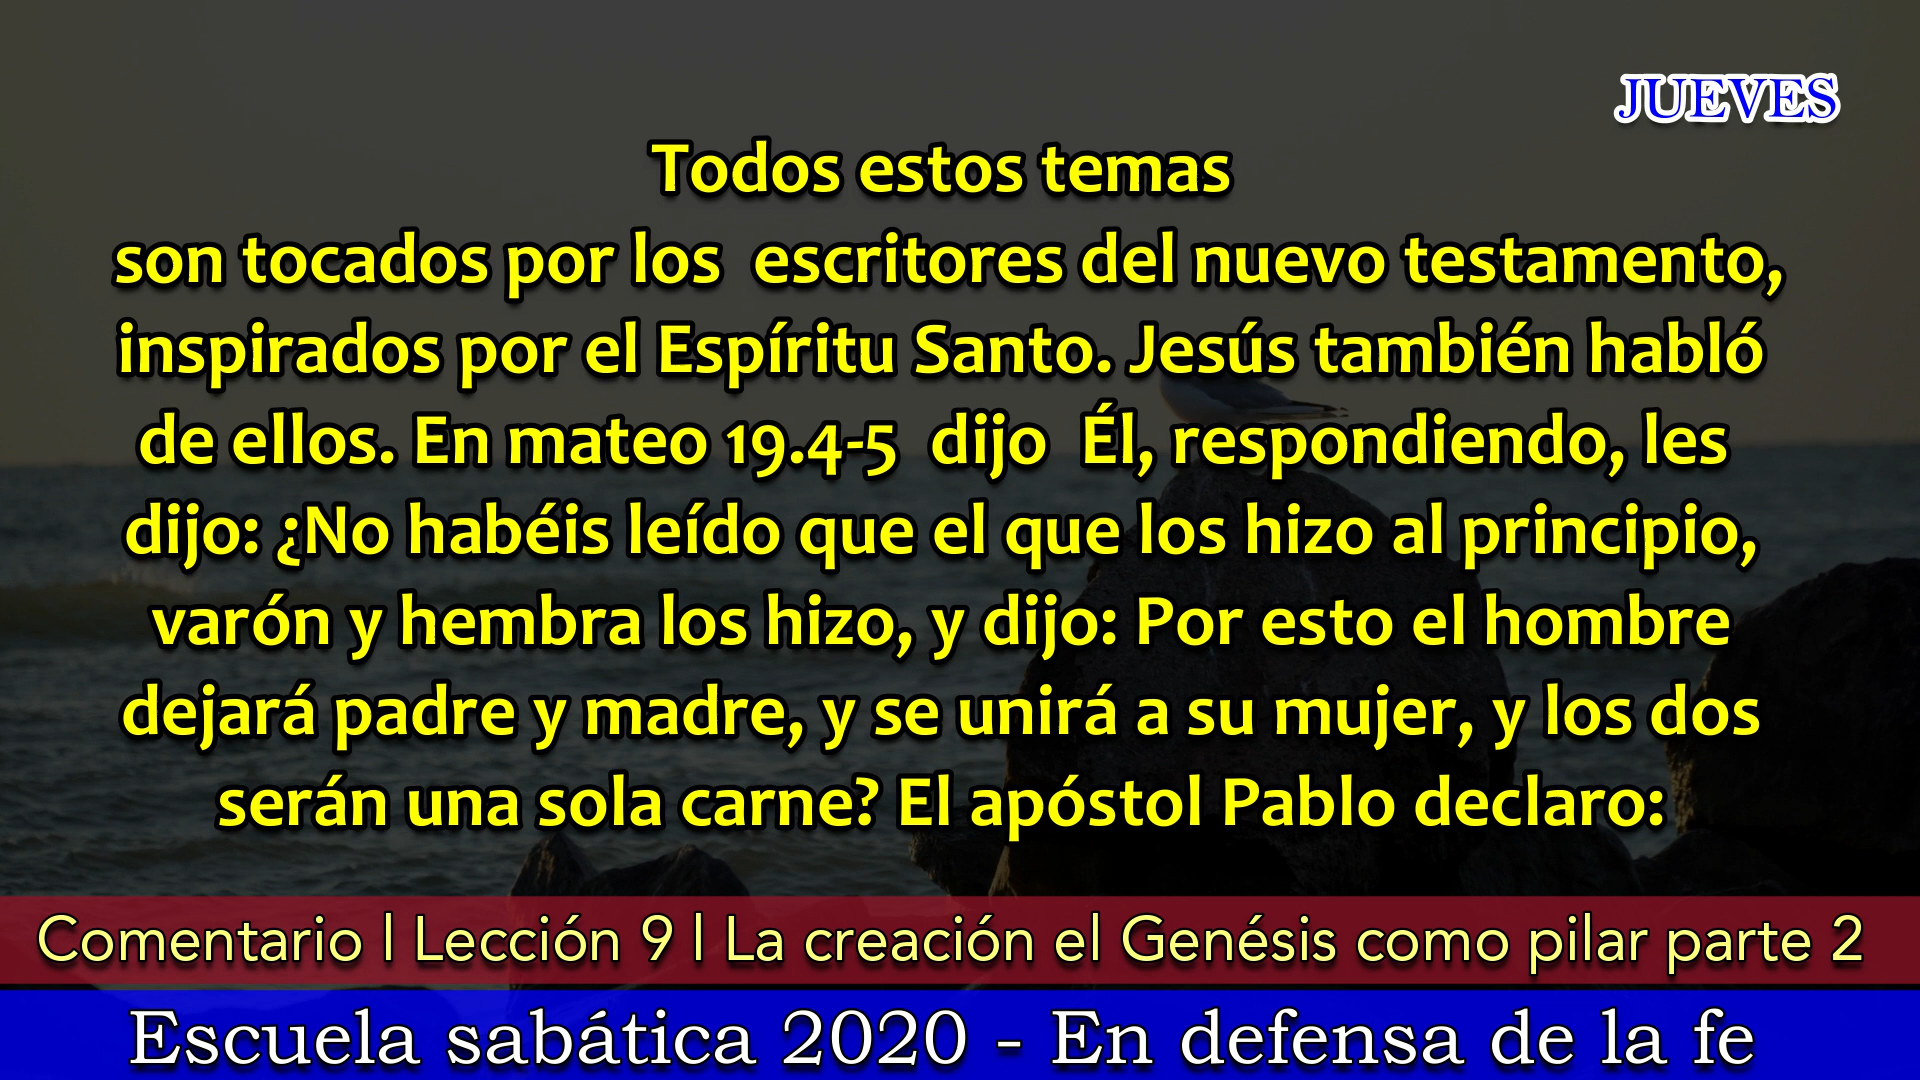 JUEVES
Todos estos temas
son tocados por los  escritores del nuevo testamento,
inspirados por el Espíritu Santo. Jesús también habló
de ellos. En mateo 19.4-5  dijo  Él, respondiendo, les
dijo: ¿No habéis leído que el que los hizo al principio,
varón y hembra los hizo, y dijo: Por esto el hombre
dejará padre y madre, y se unirá a su mujer, y los dos
serán una sola carne? El apóstol Pablo declaro:
Comentario l Lección 9 l La creación el Genésis como pilar parte 2
Escuela sabática 2020 - En defensa de la fe